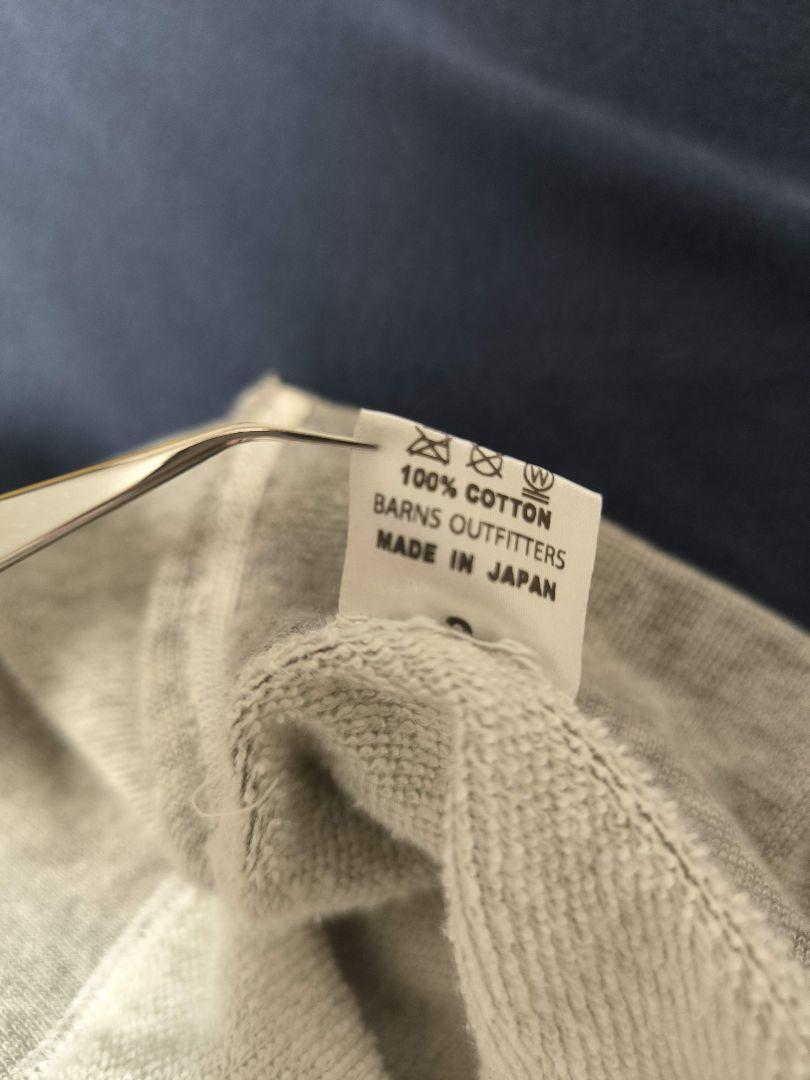 W
100% COTTON
BARNS OUTFITTERS
MADE IN JAPAN